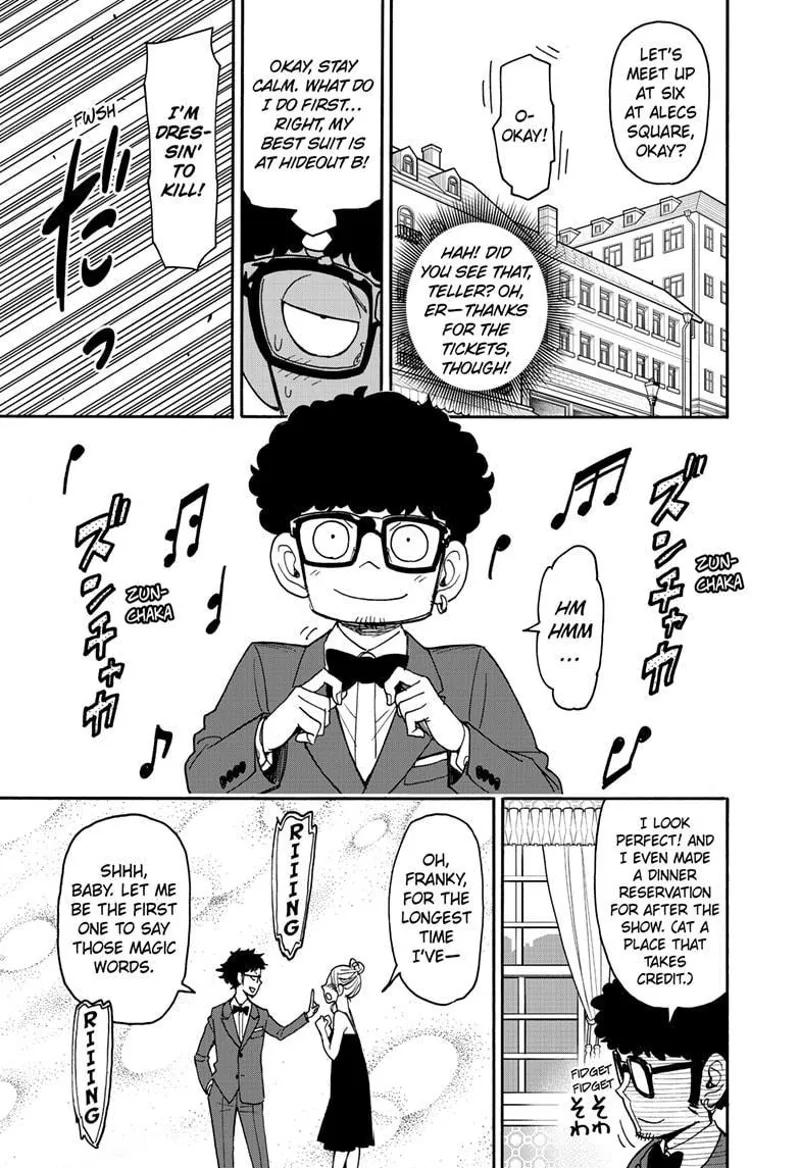 LET'S
MEET UP
AT SIX
AT ALECS
SQUARE,
OKAY?
O-
OKAY!
HAH! DID
YOU SEE THAT,
TELLER? OH,
ER—THANKS
FOR THE
TICKETS,
THOUGH!
OKAY, STAY
CALM. WHAT DO
I DO FIRST...
RIGHT, MY
BEST SUIT IS
AT HIDEOUT B!
I'M
DRES-
SIN'
TO
KILL!
FWSH
だっ
ズンチャカ
ZUN-
CHAKA
HM
HMM
...
ズンチャカ
ZUN-
CHAKA
I LOOK
PERFECT! AND
I EVEN MADE
A DINNER
RESERVATION
FOR AFTER THE
SHOW. (AT A
PLACE THAT
TAKES
CREDIT.)
FIDGET
FIDGET
そわ
そわ
OH,
FRANKY,
FOR THE
LONGEST
TIME
I'VE—
RIIING
SHHH,
BABY. LET ME
BE THE FIRST
ONE TO SAY
THOSE MAGIC
WORDS.
RIIING